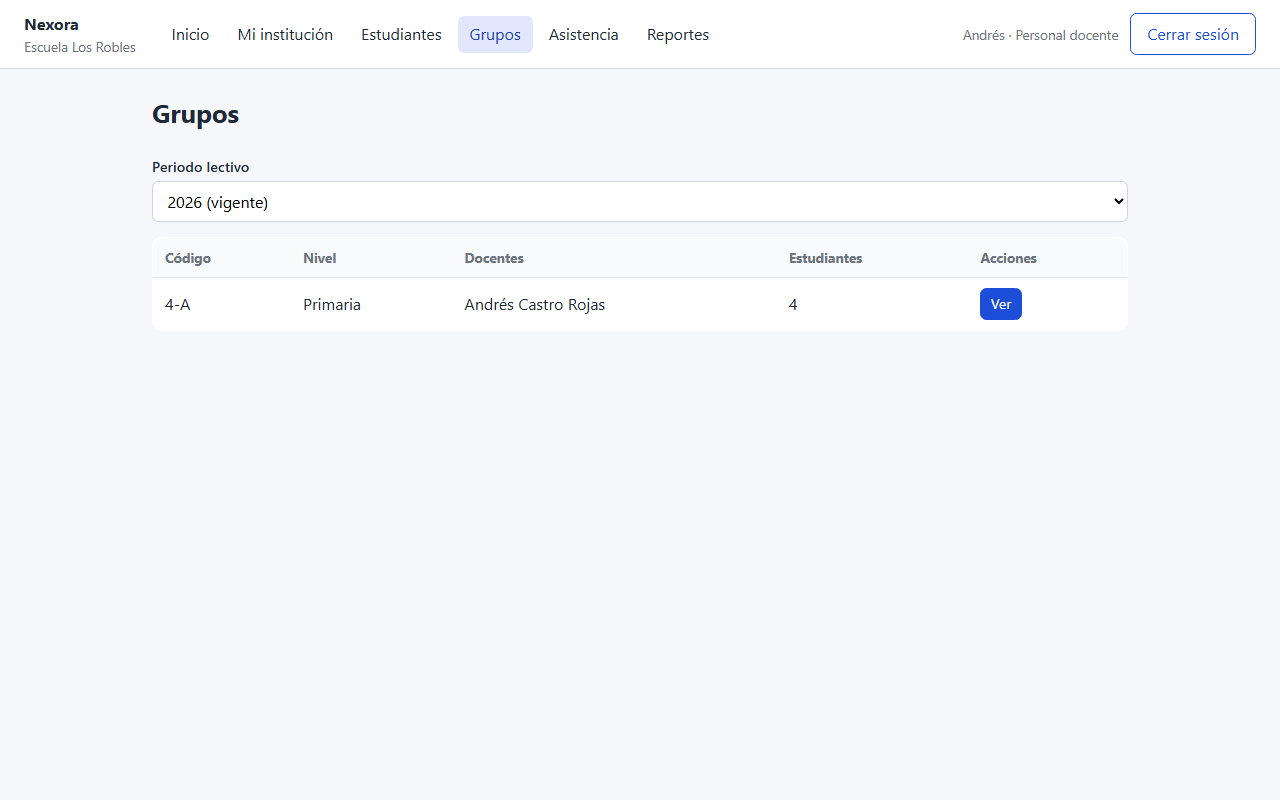 Nexora
Escuela Los Robles
Inicio
Mi institución
Estudiantes
Grupos
Asistencia
Reportes
Andrés · Personal docente
Cerrar sesión
Grupos
Periodo lectivo
2026 (vigente)
Código Nivel Docentes Estudiantes Acciones
4-A Primaria Andrés Castro Rojas 4 Ver